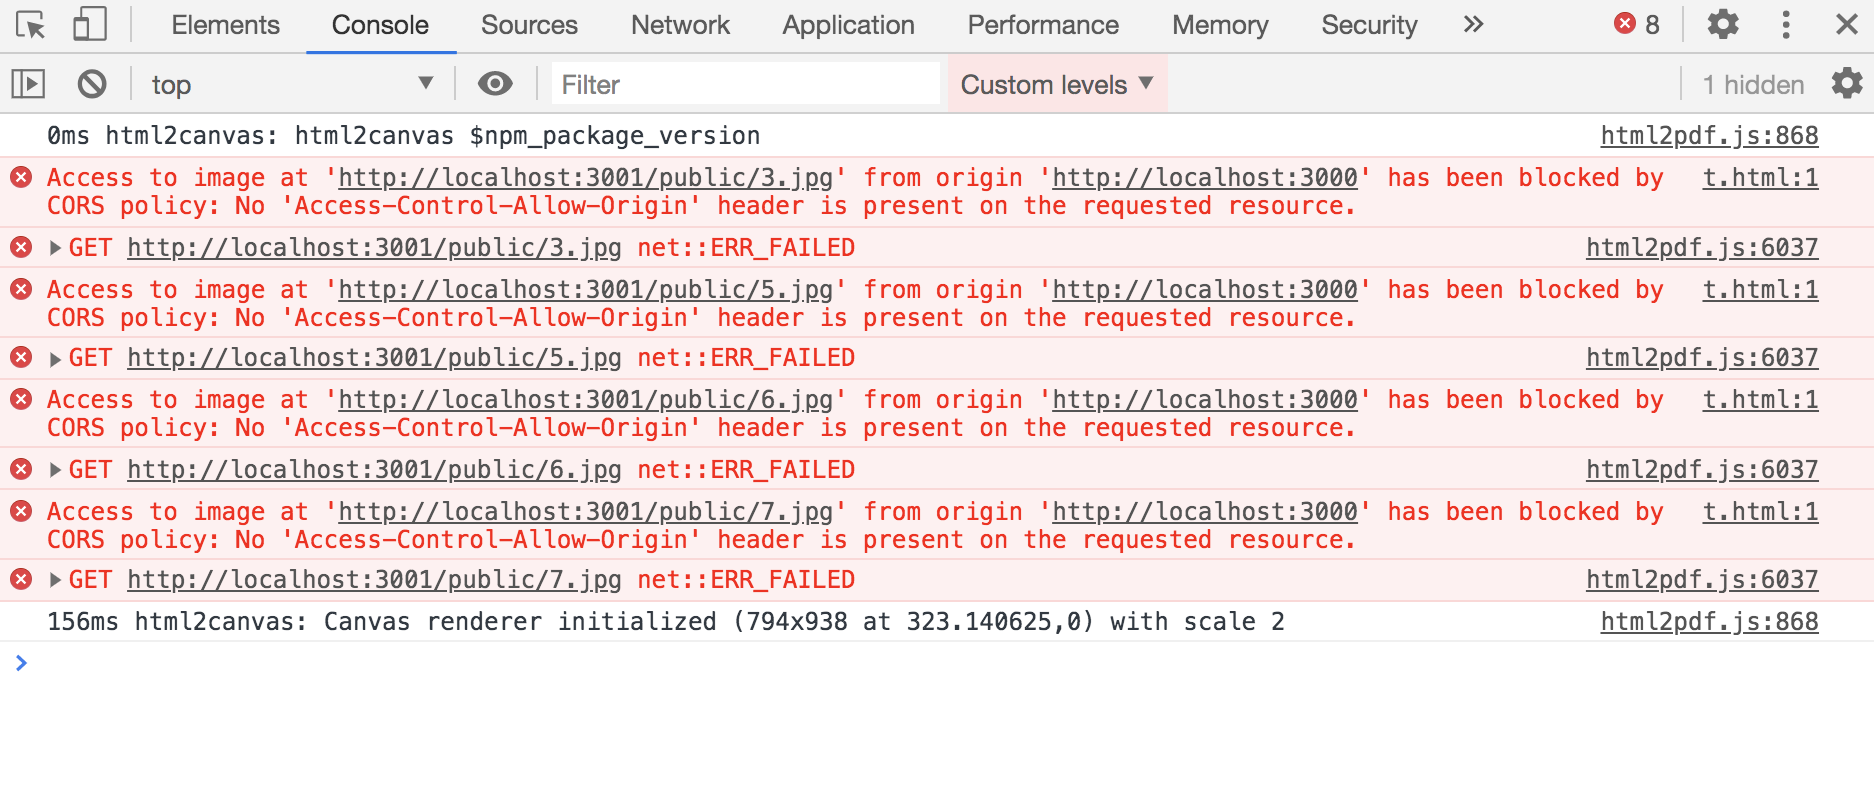 Elements Console Sources Network Application Performance Memory Security » 8
top Filter Custom levels 1 hidden
0ms html2canvas: html2canvas $npm_package_version html2pdf.js:868
Access to image at 'http://localhost:3001/public/3.jpg' from origin 'http://localhost:3000' has been blocked by t.html:1
CORS policy: No 'Access-Control-Allow-Origin' header is present on the requested resource.
GET http://localhost:3001/public/3.jpg net::ERR_FAILED html2pdf.js:6037
Access to image at 'http://localhost:3001/public/5.jpg' from origin 'http://localhost:3000' has been blocked by t.html:1
CORS policy: No 'Access-Control-Allow-Origin' header is present on the requested resource.
GET http://localhost:3001/public/5.jpg net::ERR_FAILED html2pdf.js:6037
Access to image at 'http://localhost:3001/public/6.jpg' from origin 'http://localhost:3000' has been blocked by t.html:1
CORS policy: No 'Access-Control-Allow-Origin' header is present on the requested resource.
GET http://localhost:3001/public/6.jpg net::ERR_FAILED html2pdf.js:6037
Access to image at 'http://localhost:3001/public/7.jpg' from origin 'http://localhost:3000' has been blocked by t.html:1
CORS policy: No 'Access-Control-Allow-Origin' header is present on the requested resource.
GET http://localhost:3001/public/7.jpg net::ERR_FAILED html2pdf.js:6037
156ms html2canvas: Canvas renderer initialized (794x938 at 323.140625,0) with scale 2 html2pdf.js:868